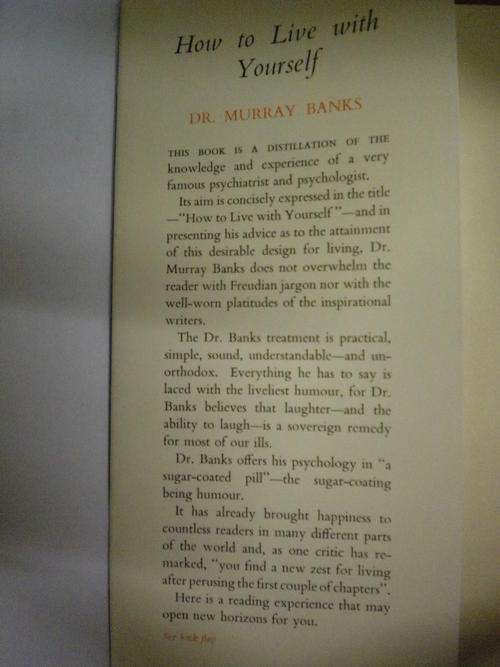 How to Live with
Yourself
DR. MURRAY BANKS
THIS BOOK IS A DISTILLATION OF THE
knowledge and experience of a very
famous psychiatrist and psychologist.
Its aim is concisely expressed in the title
—"How to Live with Yourself"—and in
presenting his advice as to the attainment
of this desirable design for living, Dr.
Murray Banks does not overwhelm the
reader with Freudian jargon nor with the
well-worn platitudes of the inspirational
writers.
The Dr. Banks treatment is practical,
simple, sound, understandable—and un-
orthodox. Everything he has to say is
laced with the liveliest humour, for Dr.
Banks believes that laughter—and the
ability to laugh—is a sovereign remedy
for most of our ills.
Dr. Banks offers his psychology in "a
sugar-coated pill"—the sugar-coating
being humour.
It has already brought happiness to
countless readers in many different parts
of the world and, as one critic has re-
marked, "you find a new zest for living
after perusing the first couple of chapters".
Here is a reading experience that may
open new horizons for you.
See back flap